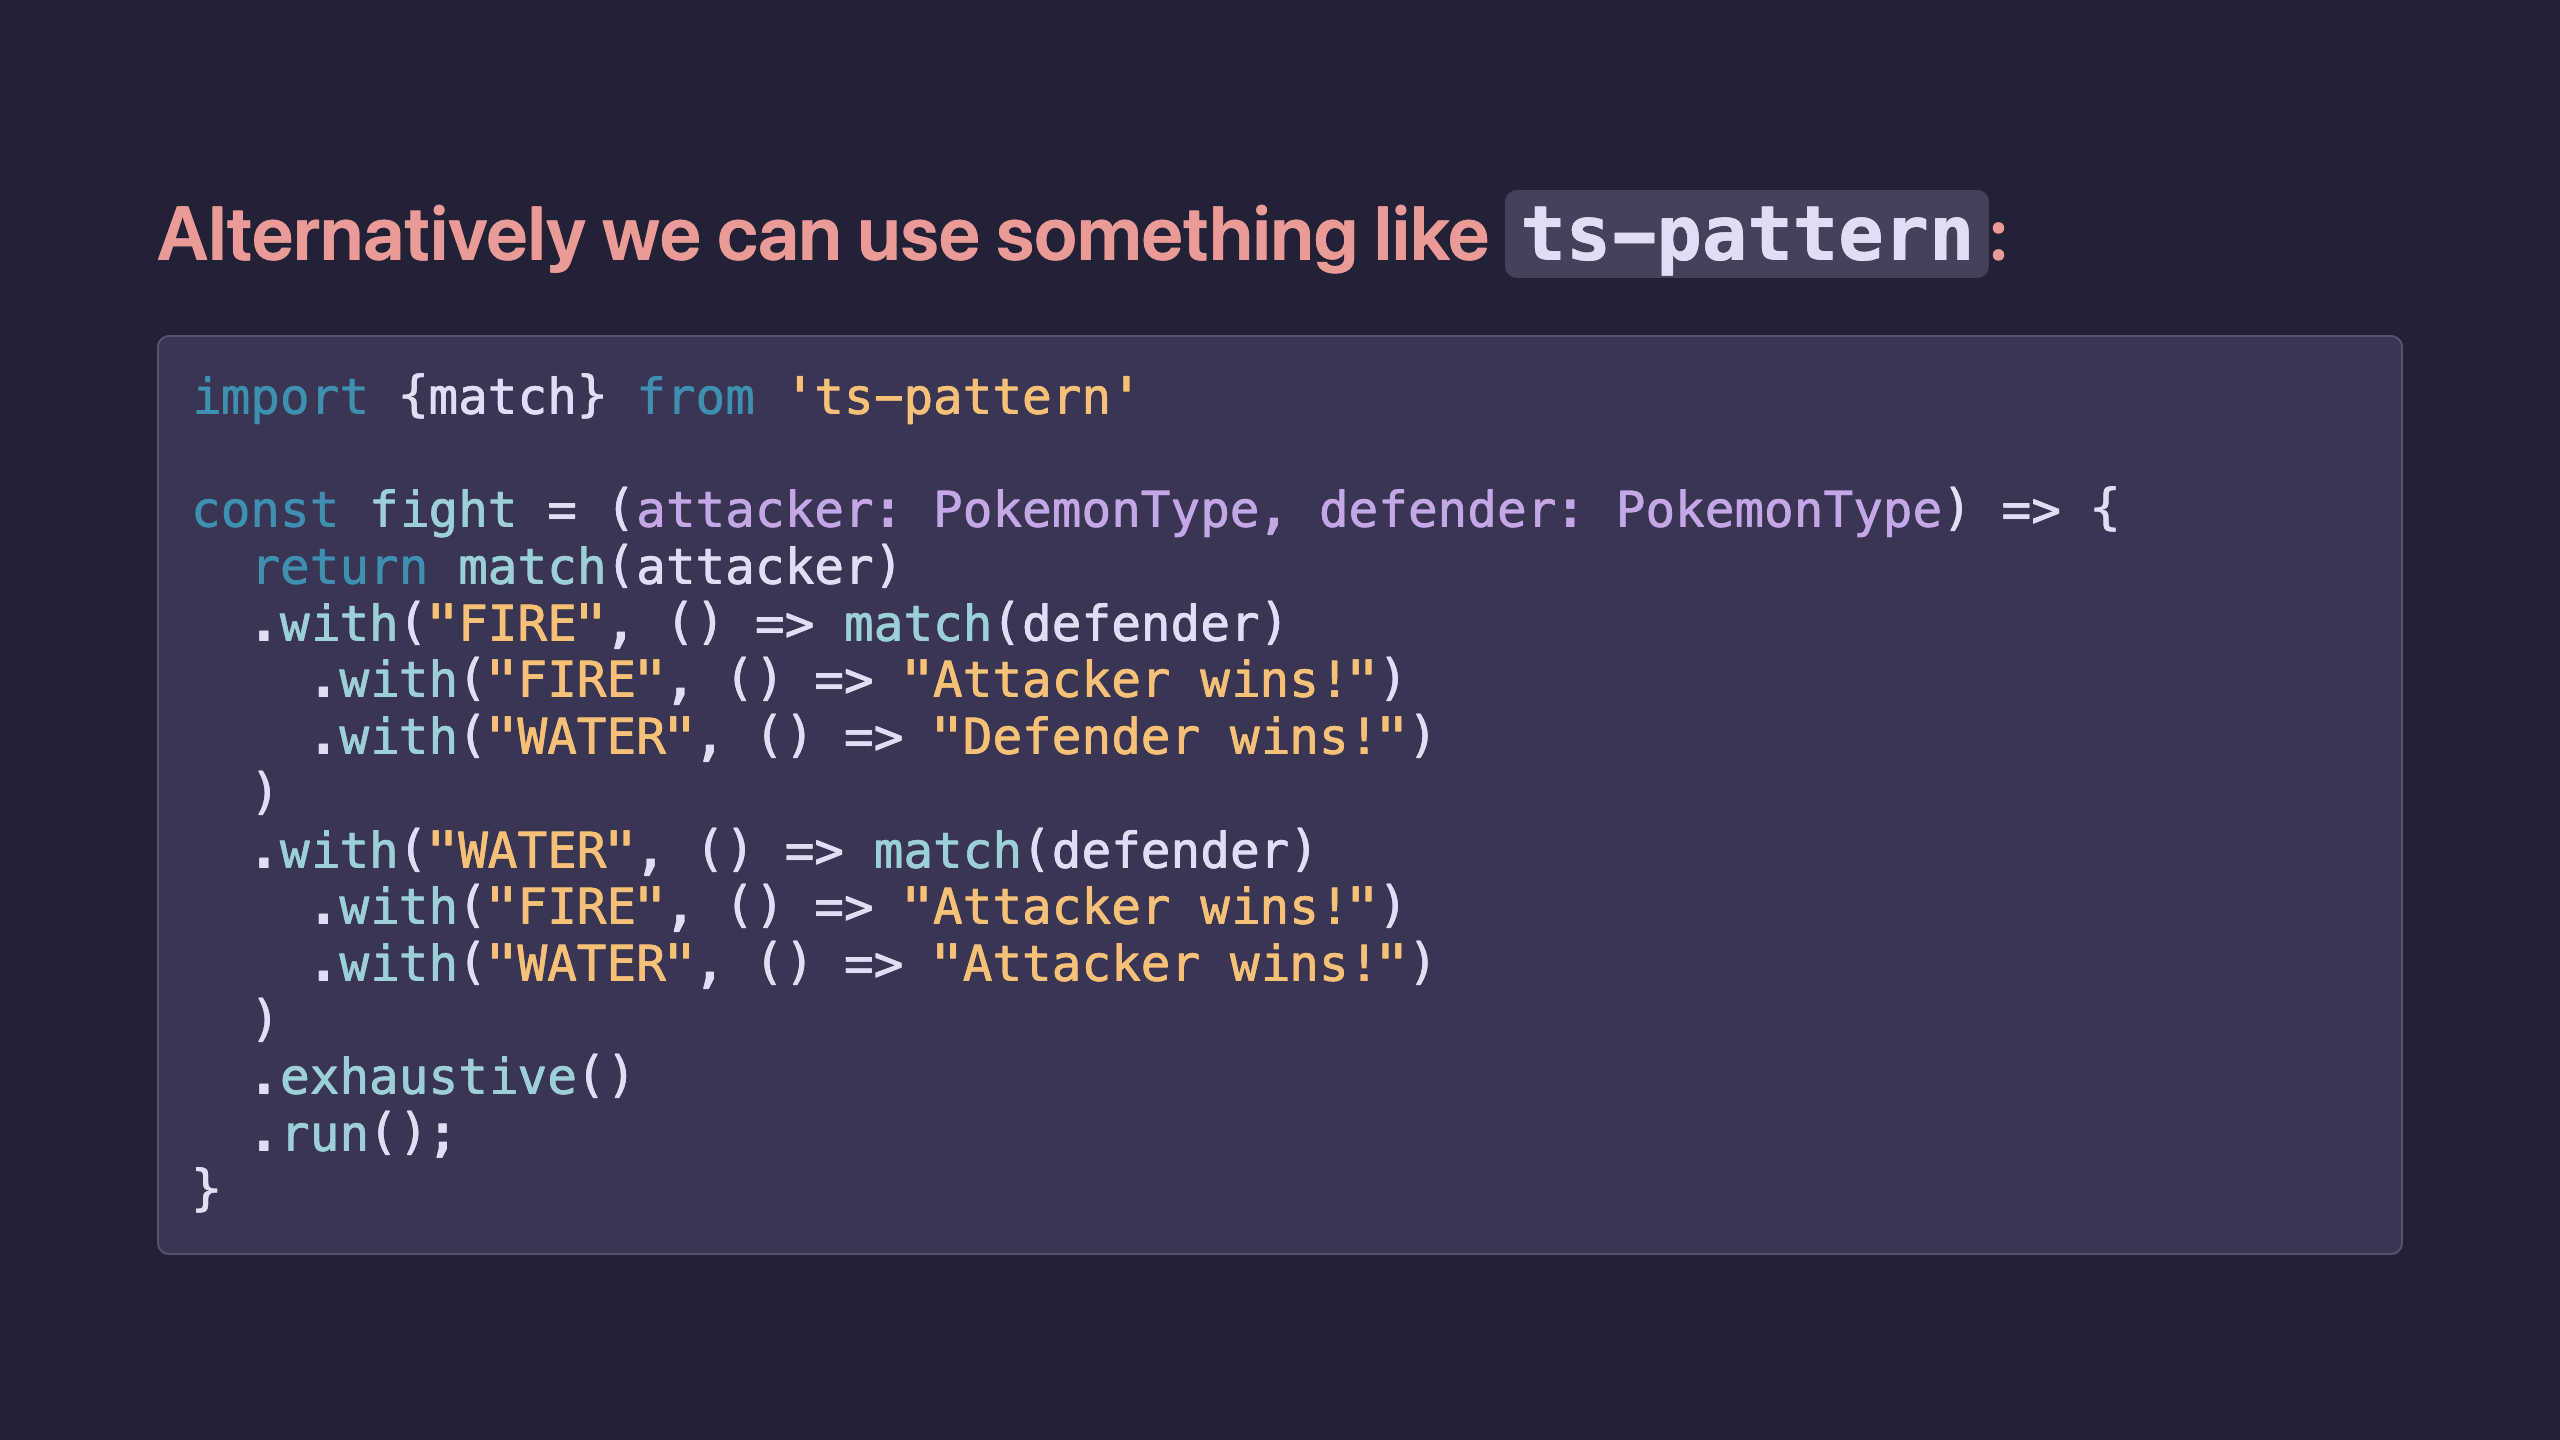 Alternatively we can use something like ts-pattern:
import {match} from 'ts-pattern'
const fight = (attacker: PokemonType, defender: PokemonType) => {
  return match(attacker)
  .with("FIRE", () => match(defender)
    .with("FIRE", () => "Attacker wins!")
    .with("WATER", () => "Defender wins!")
  )
  .with("WATER", () => match(defender)
    .with("FIRE", () => "Attacker wins!")
    .with("WATER", () => "Attacker wins!")
  )
  .exhaustive()
  .run();
}